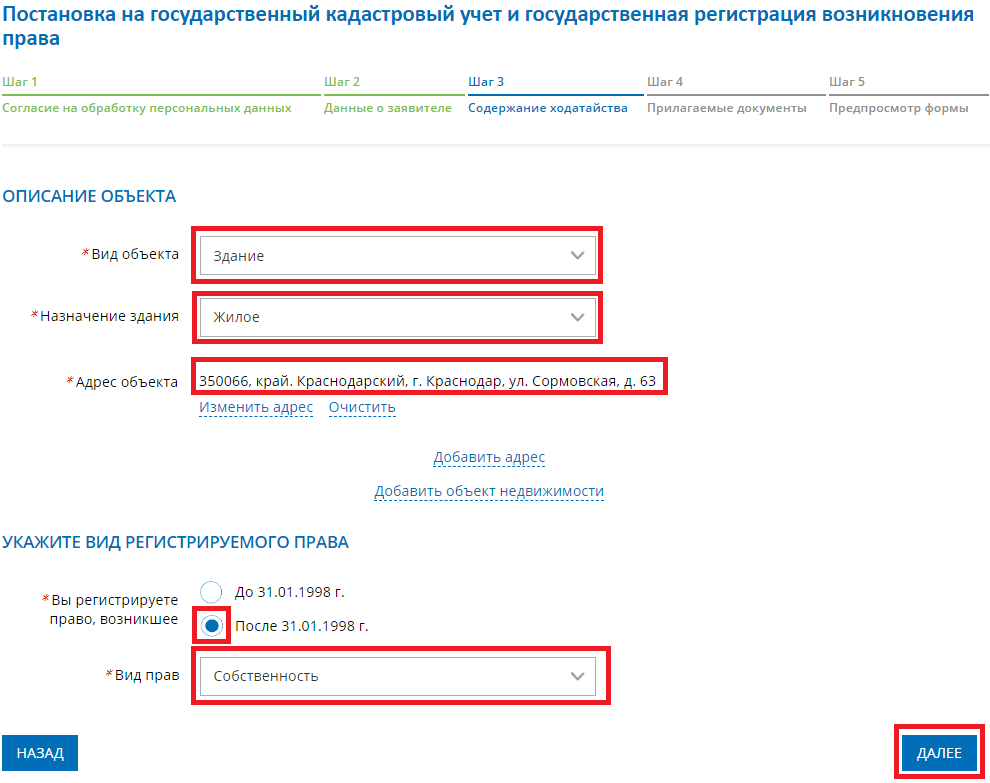 Постановка на государственный кадастровый учет и государственная регистрация возникновения
права
Шаг 1
Шаг 2
Шаг 3
Шаг 4
Шаг 5
Согласие на обработку персональных данных
Данные о заявителе
Содержание ходатайства
Прилагаемые документы
Предпросмотр формы
ОПИСАНИЕ ОБЪЕКТА
*Вид объекта
Здание
*Назначение здания
Жилое
*Адрес объекта
350066, край. Краснодарский, г. Краснодар, ул. Сормовская, д. 63
Изменить адрес
Очистить
Добавить адрес
Добавить объект недвижимости
УКАЖИТЕ ВИД РЕГИСТРИРУЕМОГО ПРАВА
*Вы регистрируете
право, возникшее
До 31.01.1998 г.
После 31.01.1998 г.
*Вид прав
Собственность
НАЗАД
ДАЛЕЕ